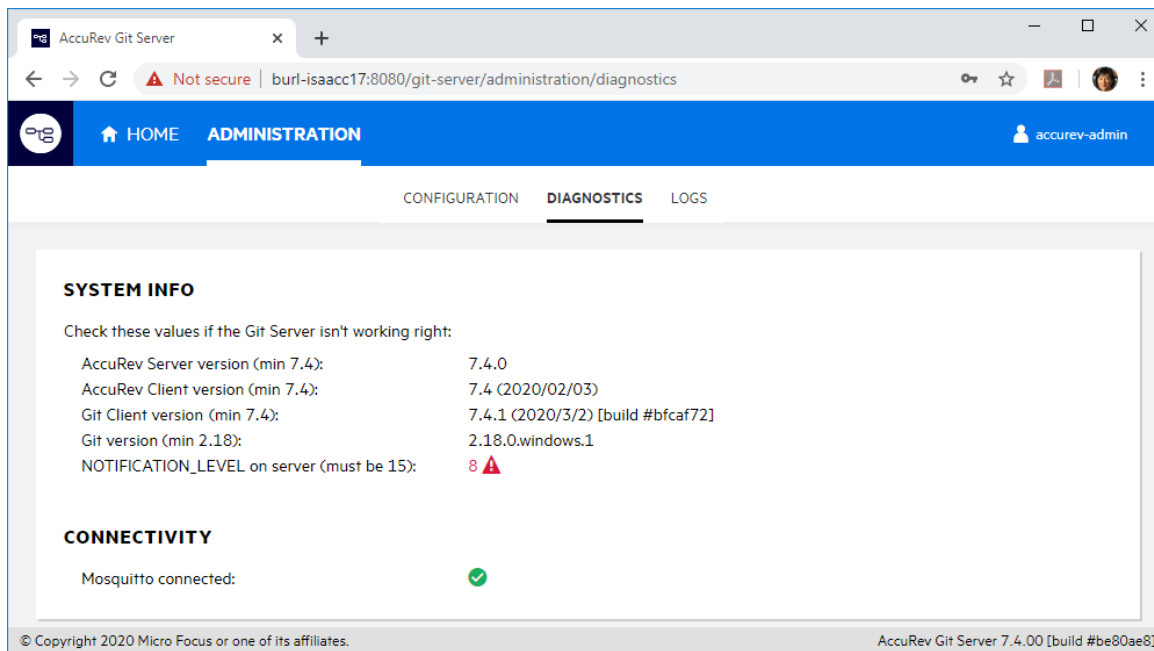 AccuRev Git Server
Not secure | burl-isaacc17:8080/git-server/administration/diagnostics
HOME ADMINISTRATION accurev-admin
CONFIGURATION DIAGNOSTICS LOGS
SYSTEM INFO
Check these values if the Git Server isn't working right:
AccuRev Server version (min 7.4): 7.4.0
AccuRev Client version (min 7.4): 7.4 (2020/02/03)
Git Client version (min 7.4): 7.4.1 (2020/3/2) [build #bfcaf72]
Git version (min 2.18): 2.18.0.windows.1
NOTIFICATION_LEVEL on server (must be 15): 8
CONNECTIVITY
Mosquitto connected:
© Copyright 2020 Micro Focus or one of its affiliates. AccuRev Git Server 7.4.00 [build #be80ae8]